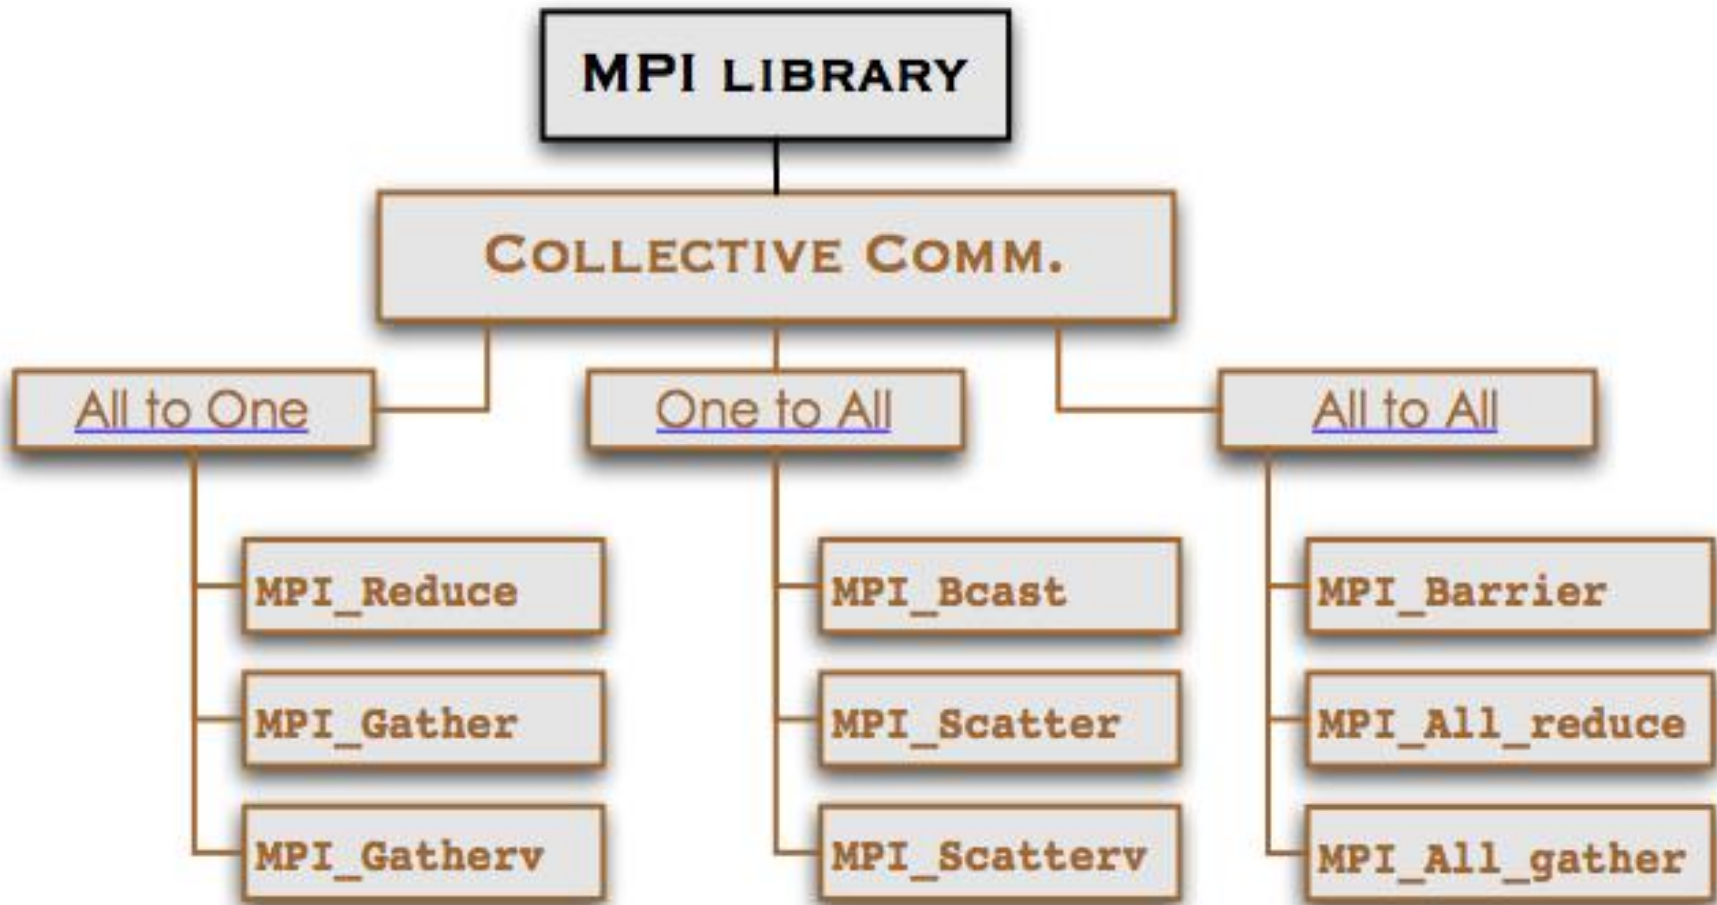 MPI LIBRARY
COLLECTIVE COMM.
All to One
One to All
All to All
MPI_Reduce
MPI_Bcast
MPI_Barrier
MPI_Gather
MPI_Scatter
MPI_All_reduce
MPI_Gatherv
MPI_Scatterv
MPI_All_gather